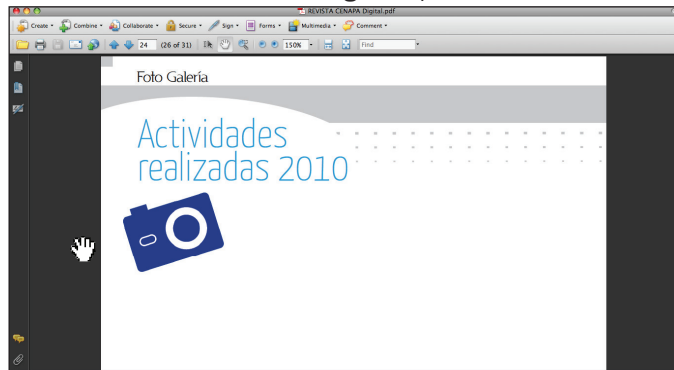 REVISTA CENAPA Digital.pdf
Create Combine Collaborate Secure Sign Forms Multimedia Comment
24 (26 of 31) 150% Find
Foto Galería
Actividades
realizadas 2010